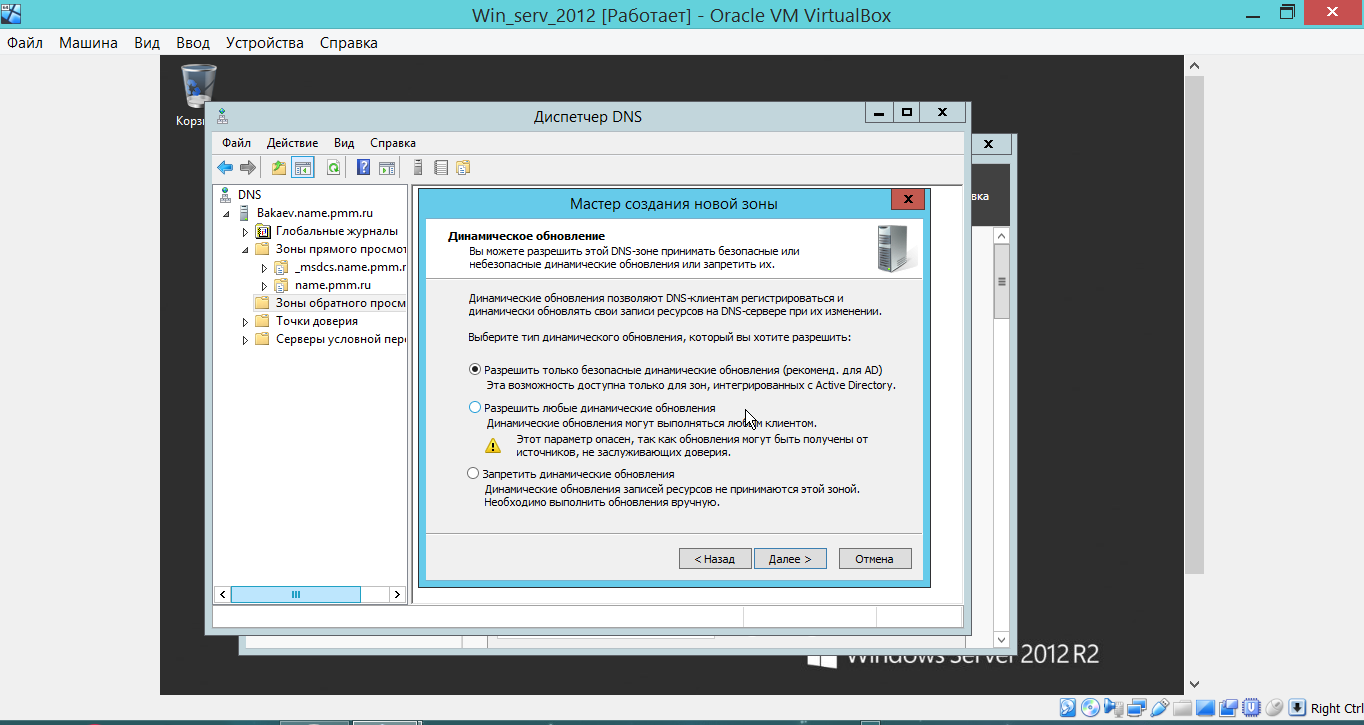 Win_serv_2012 [Работает] - Oracle VM VirtualBox
Файл Машина Вид Ввод Устройства Справка
Диспетчер DNS
Файл Действие Вид Справка
DNS
Bakaev.name.pmm.ru
Глобальные журналы
Зоны прямого просмот
_msdcs.name.pmm.r
name.pmm.ru
Зоны обратного просм
Точки доверия
Серверы условной пере
Мастер создания новой зоны
Динамическое обновление
Вы можете разрешить этой DNS-зоне принимать безопасные или
небезопасные динамические обновления или запретить их.
Динамические обновления позволяют DNS-клиентам регистрироваться и
динамически обновлять свои записи ресурсов на DNS-сервере при их изменении.
Выберите тип динамического обновления, который вы хотите разрешить:
Разрешить только безопасные динамические обновления (рекоменд. для AD)
Эта возможность доступна только для зон, интегрированных с Active Directory.
Разрешить любые динамические обновления
Динамические обновления могут выполняться любым клиентом.
Этот параметр опасен, так как обновления могут быть получены от
источников, не заслуживающих доверия.
Запретить динамические обновления
Динамические обновления записей ресурсов не принимаются этой зоной.
Необходимо выполнить обновления вручную.
< Назад Далее > Отмена
вка
Windows Server 2012 R2
Right Ctrl